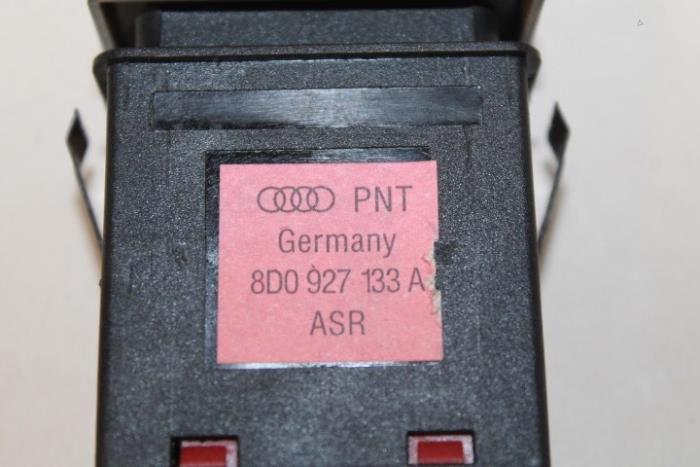 PNT
Germany
8D0 927 133 A
ASR